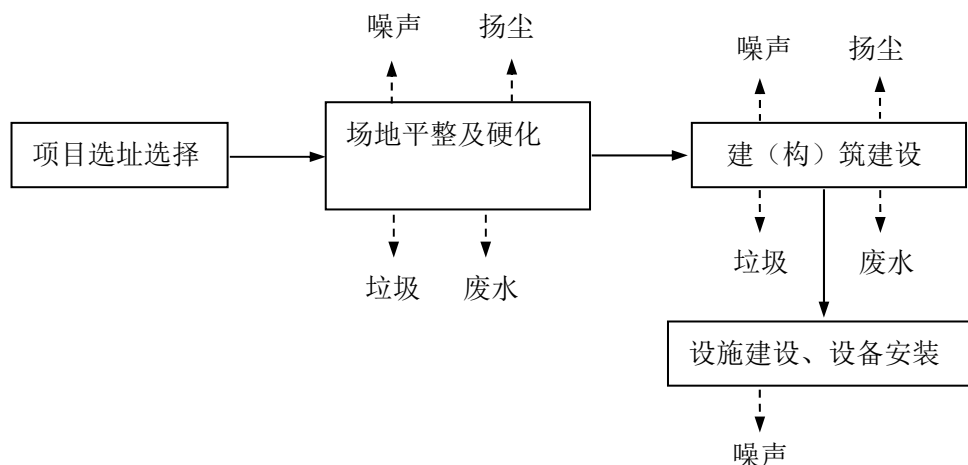 噪声 扬尘
噪声 扬尘
项目选址选择
场地平整及硬化
建（构）筑建设
垃圾 废水
垃圾 废水
设施建设、设备安装
噪声